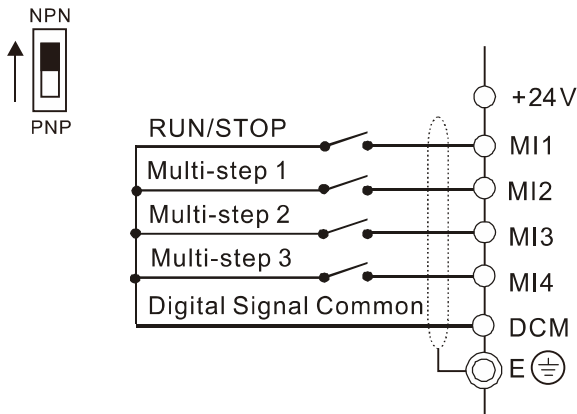 NPN
PNP
RUN/STOP
Multi-step 1
Multi-step 2
Multi-step 3
Digital Signal Common
+24V
MI1
MI2
MI3
MI4
DCM
E